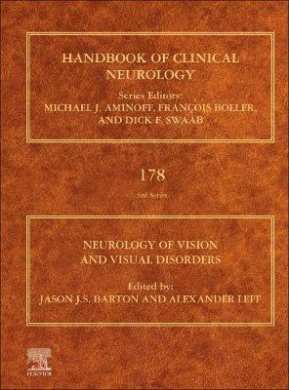 HANDBOOK OF CLINICAL
NEUROLOGY
Series Editors:
MICHAEL J. AMINOFF, FRANÇOIS BOLLER,
AND DICK F. SWAAB
178
3rd Series
NEUROLOGY OF VISION
AND VISUAL DISORDERS
Edited by:
JASON J.S. BARTON AND ALEXANDER LEFF
ELSEVIER